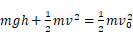 mgh + ½mv² = ½mv₀²